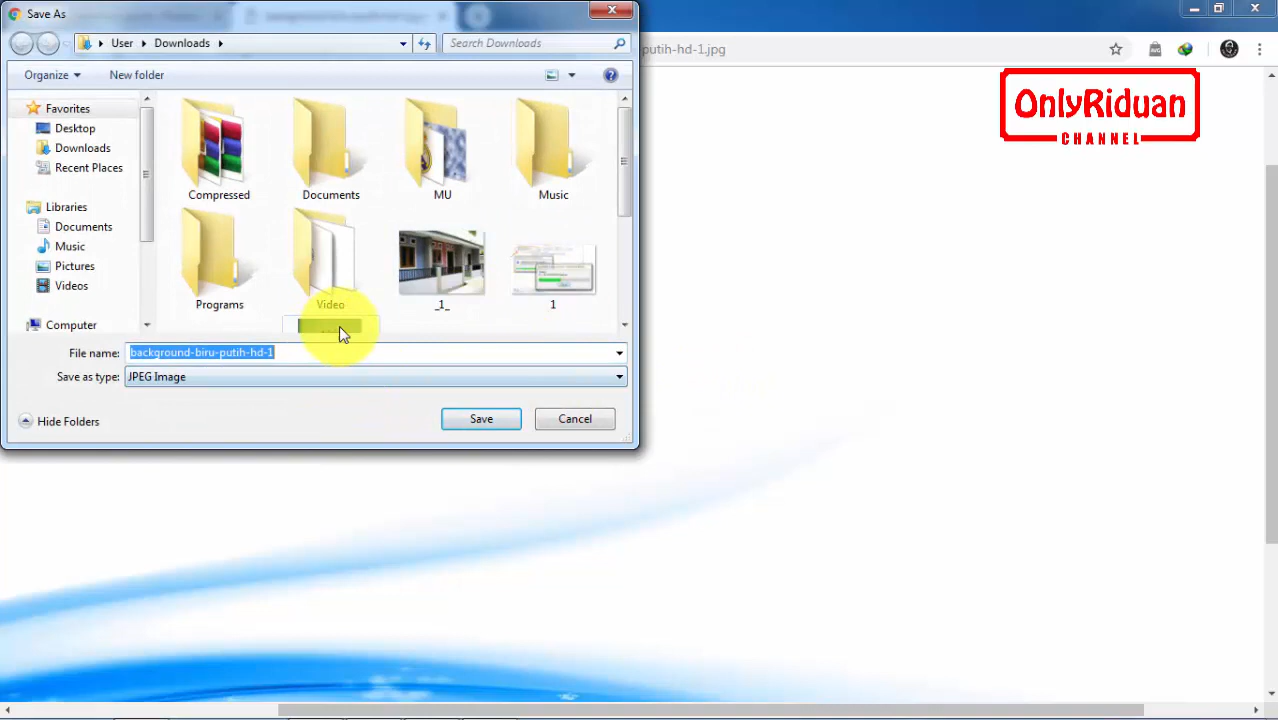 Save As
User
Downloads
Search Downloads
putih-hd-1.jpg
Organize
New folder
OnlyRiduan
CHANNEL
Favorites
Desktop
Downloads
Recent Places
Libraries
Documents
Music
Pictures
Videos
Computer
Compressed
Documents
MU
Music
Programs
Video
_1_
1
File name:
background-biru-putih-hd-1
Save as type:
JPEG Image
Hide Folders
Save
Cancel